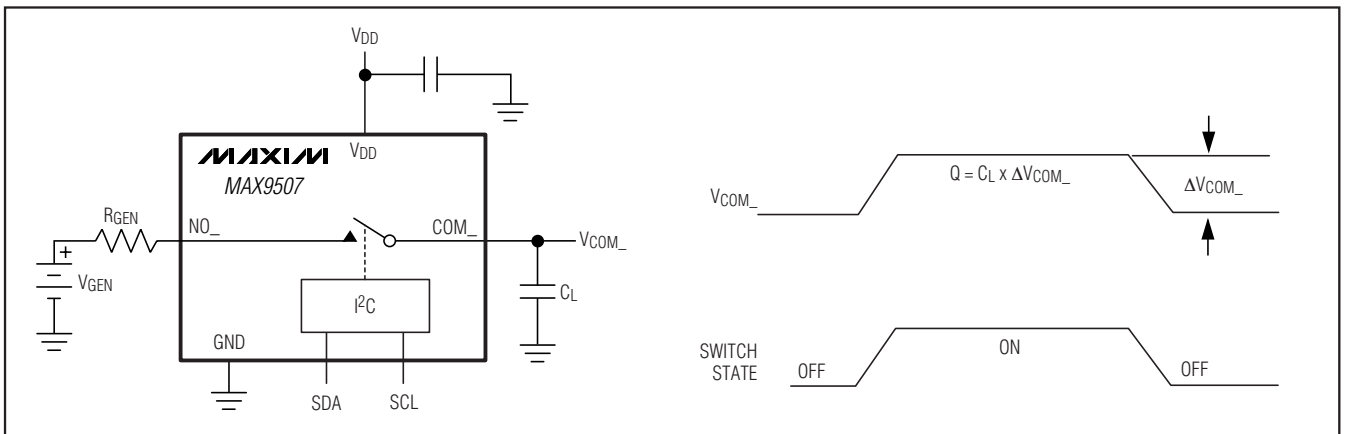 VDD
MAXIM
VDD
MAX9507
RGEN
NO_
COM_
VCOM_
+
VGEN
I²C
CL
GND
SDA
SCL
VCOM_
Q = CL x ΔVCOM_
ΔVCOM_
SWITCH
STATE
OFF
ON
OFF